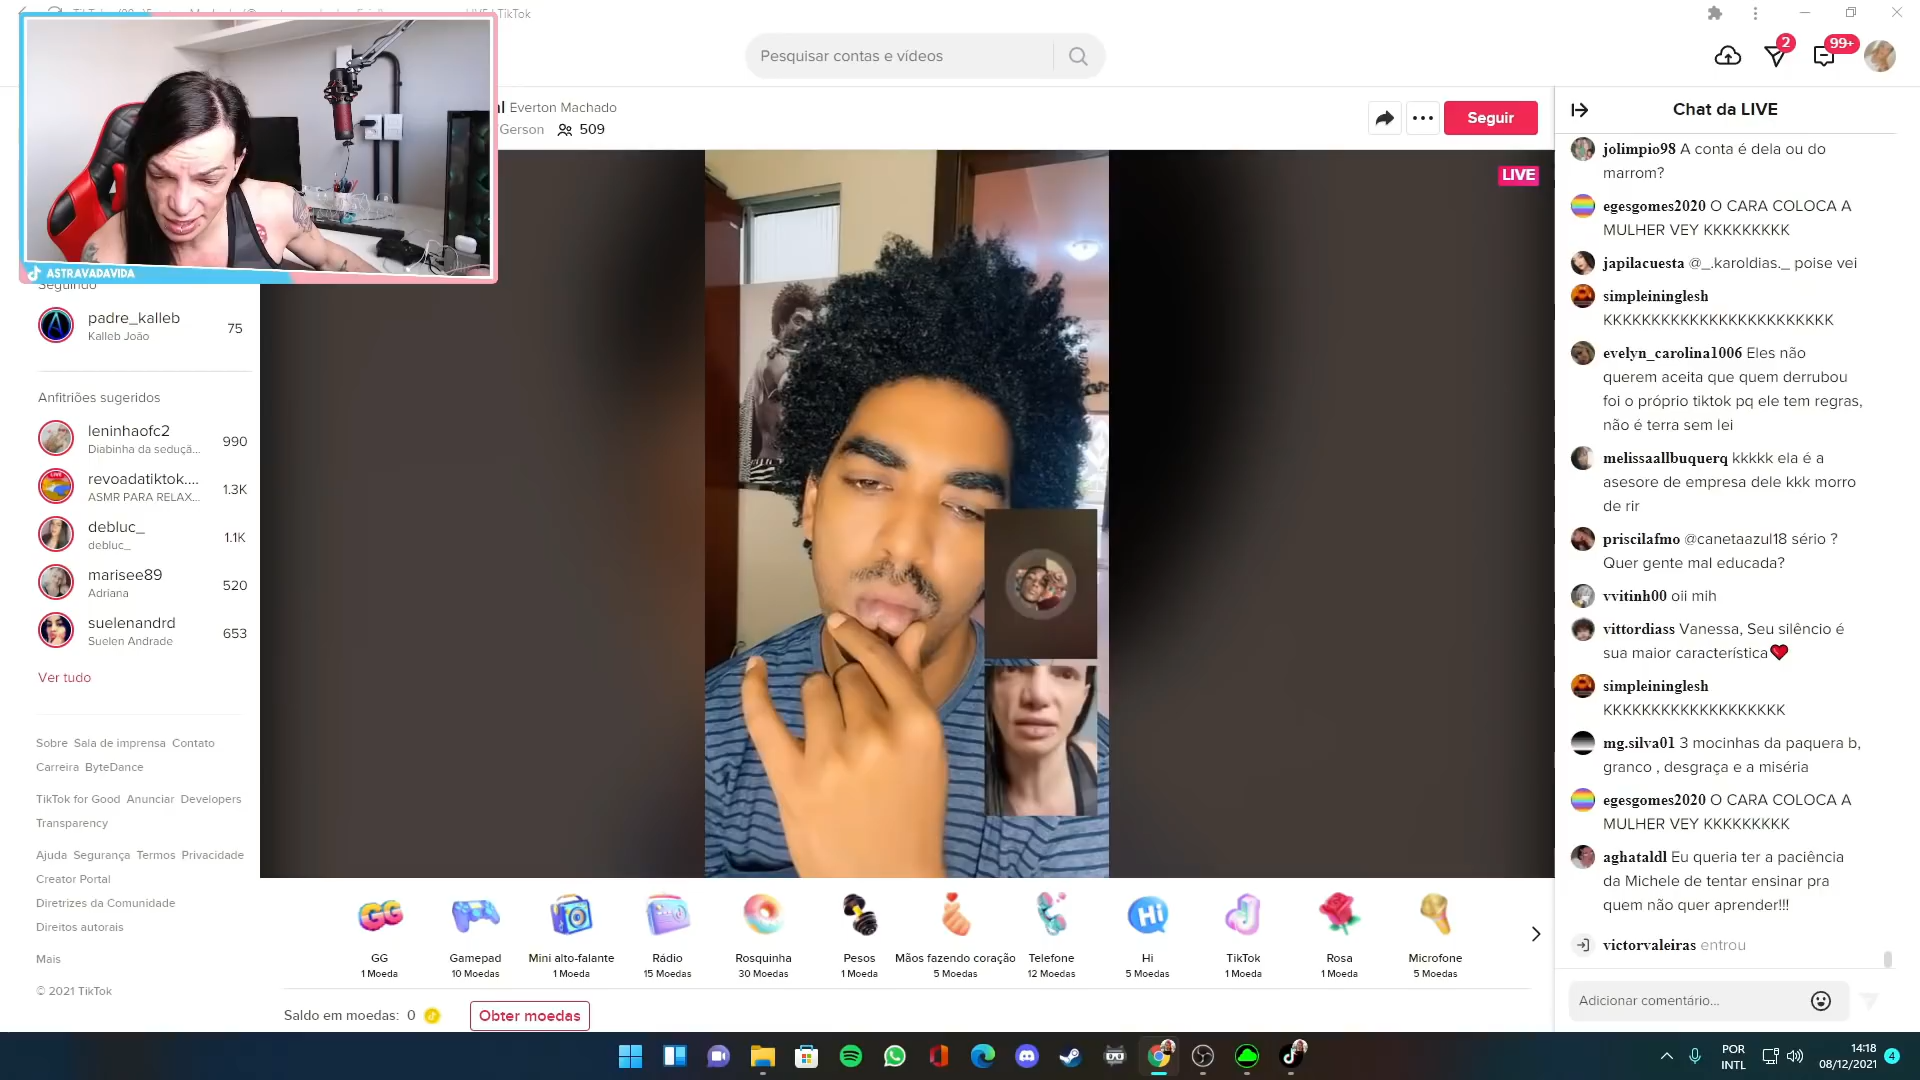 Pesquisar contas e vídeos
2
99+
Everton Machado
Gerson 509
Seguir
LIVE
ASTRAVADAVIDA
Seguindo
padre_kalleb
Kalleb João
75
Anfitriões sugeridos
leninhaofc2
Diabinha da seduçã...
990
revoadatiktok....
ASMR PARA RELAX...
1.3K
debluc_
debluc_
1.1K
marisee89
Adriana
520
suelenandrd
Suelen Andrade
653
Ver tudo
Sobre Sala de imprensa Contato
Carreira ByteDance
TikTok for Good Anunciar Developers
Transparency
Ajuda Segurança Termos Privacidade
Creator Portal
Diretrizes da Comunidade
Direitos autorais
Mais
© 2021 TikTok
GG
1 Moeda
Gamepad
10 Moedas
Mini alto-falante
1 Moeda
Rádio
15 Moedas
Rosquinha
30 Moedas
Pesos
1 Moeda
Mãos fazendo coração
5 Moedas
Telefone
12 Moedas
Hi
5 Moedas
TikTok
1 Moeda
Rosa
1 Moeda
Microfone
5 Moedas
Saldo em moedas: 0
Obter moedas
Chat da LIVE
jolimpio98 A conta é dela ou do
marrom?
egesgomes2020 O CARA COLOCA A
MULHER VEY KKKKKKKKK
japilacuesta @_.karoldias._ poise vei
simpleininglesh
KKKKKKKKKKKKKKKKKKKKKKKK
evelyn_carolina1006 Eles não
querem aceita que quem derrubou
foi o próprio tiktok pq ele tem regras,
não é terra sem lei
melissaallbuquerq kkkkk ela é a
asesore de empresa dele kkk morro
de rir
priscilafmo @canetaazul18 sério ?
Quer gente mal educada?
vvitinh00 oii mih
vittordiass Vanessa, Seu silêncio é
sua maior característica❤️
simpleininglesh
KKKKKKKKKKKKKKKKKKK
mg.silva01 3 mocinhas da paquera b,
granco , desgraça e a miséria
egesgomes2020 O CARA COLOCA A
MULHER VEY KKKKKKKKK
aghataldl Eu queria ter a paciência
da Michele de tentar ensinar pra
quem não quer aprender!!!
victorvaleiras entrou
Adicionar comentário...
POR
INTL
14:18
08/12/2021
4